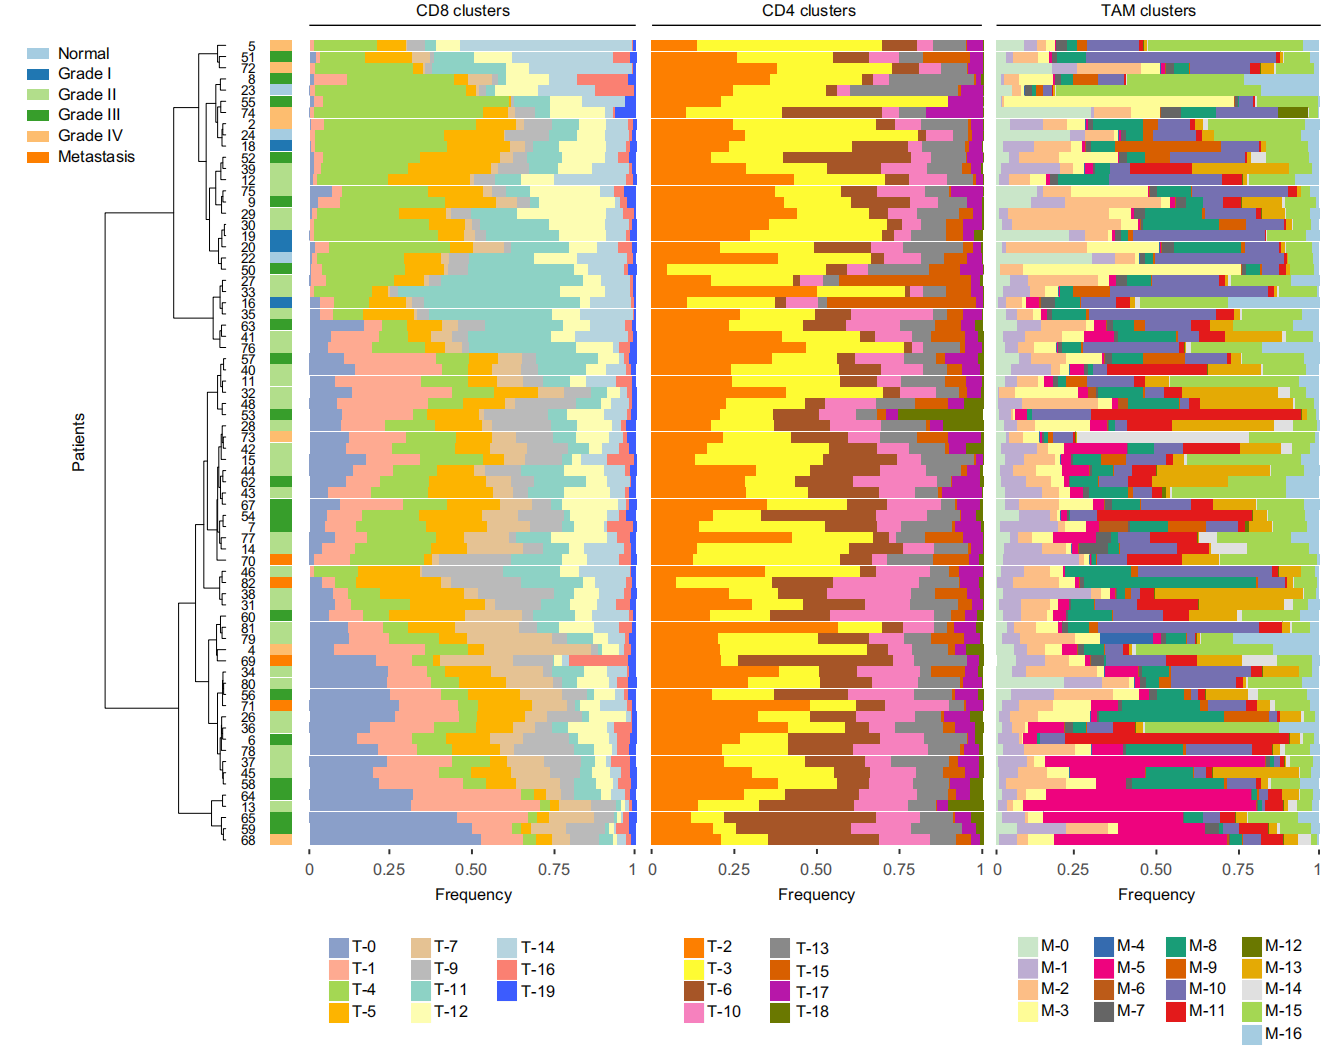 CD8 clusters
CD4 clusters
TAM clusters
Normal
Grade I
Grade II
Grade III
Grade IV
Metastasis
Patients
5
51
72
8
23
55
74
2
24
18
52
39
12
75
9
29
30
19
20
22
50
27
33
16
35
63
41
76
57
40
11
32
48
53
28
73
42
15
44
62
43
67
54
7
77
14
70
46
82
38
31
60
81
79
4
69
34
80
56
71
26
36
6
78
37
45
58
64
13
65
59
68
0 0.25 0.50 0.75 1
0 0.25 0.50 0.75 1
0 0.25 0.50 0.75 1
Frequency
Frequency
Frequency
T-0
T-1
T-4
T-5
T-7
T-9
T-11
T-12
T-14
T-16
T-19
T-2
T-3
T-6
T-10
T-13
T-15
T-17
T-18
M-0
M-1
M-2
M-3
M-4
M-5
M-6
M-7
M-8
M-9
M-10
M-11
M-12
M-13
M-14
M-15
M-16